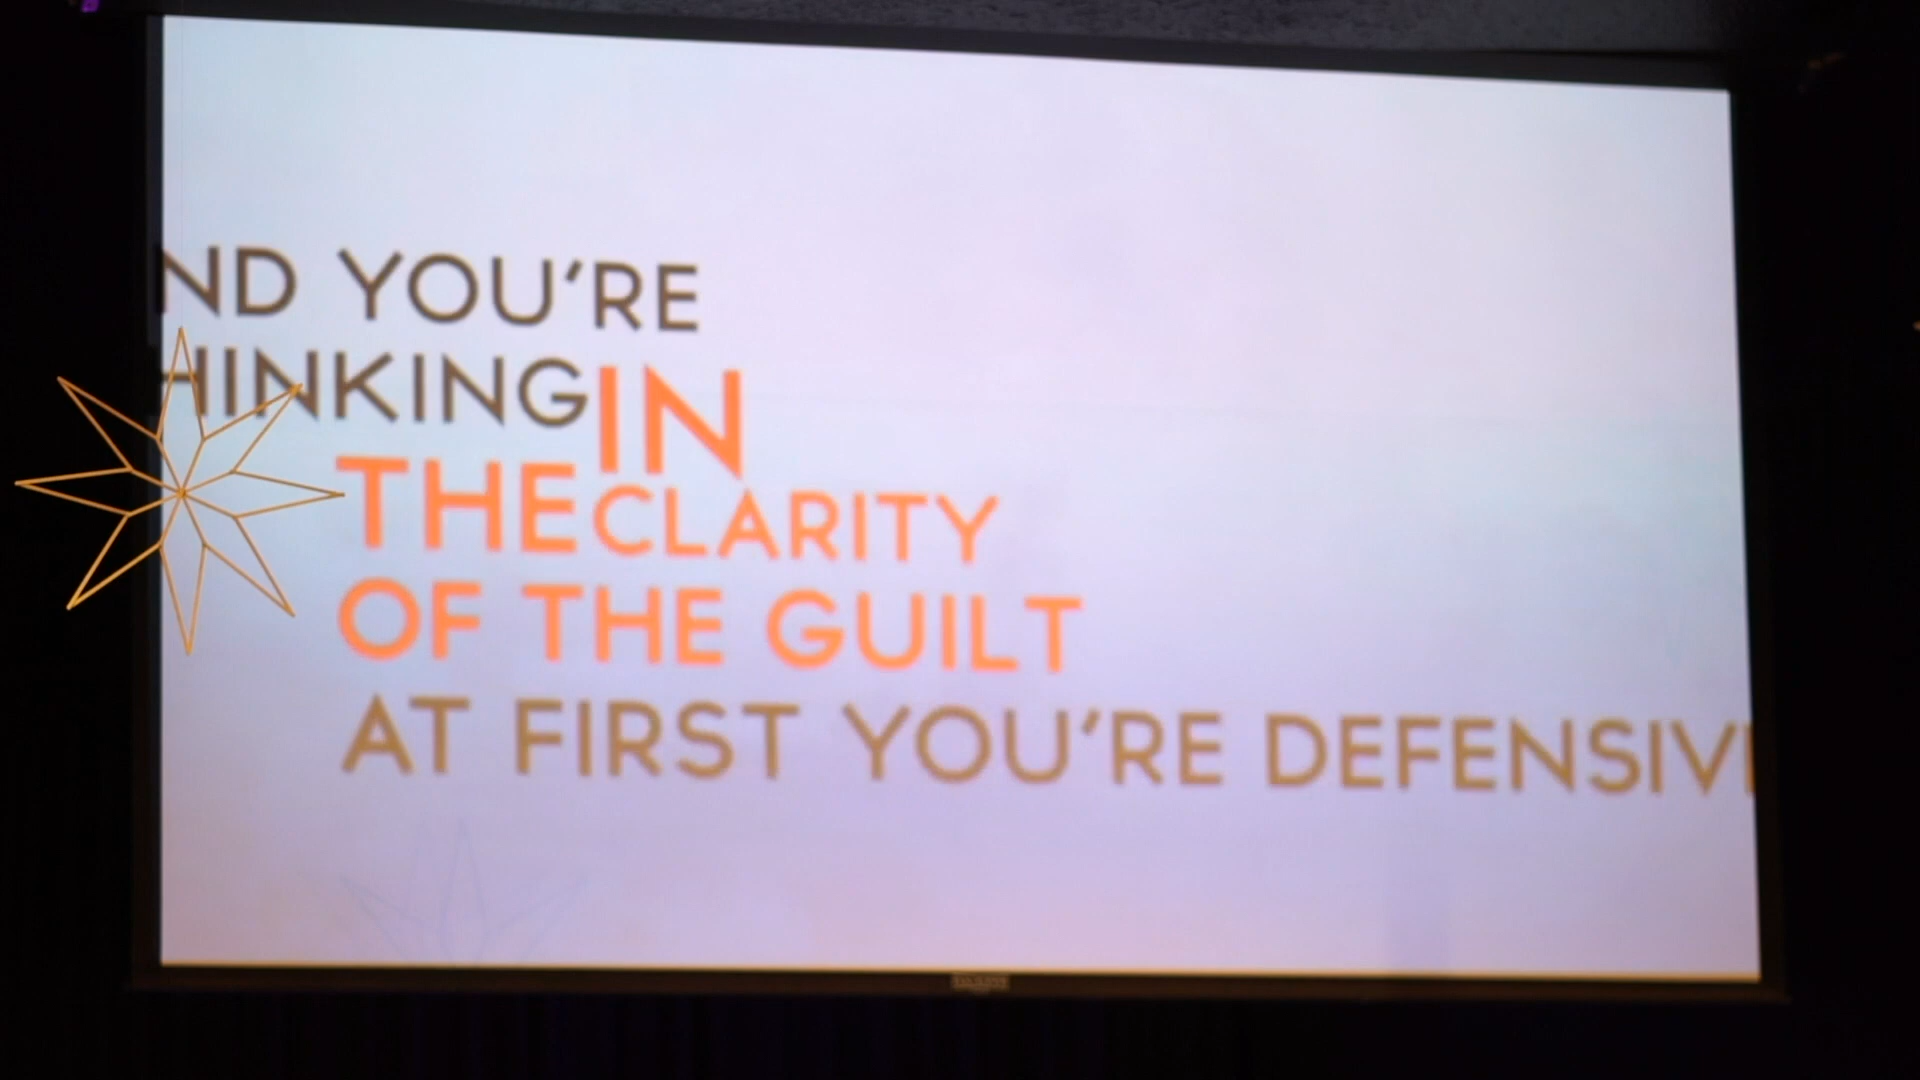 ND YOU'RE
HINKING
IN
THE CLARITY
OF THE GUILT
AT FIRST YOU'RE DEFENSIV